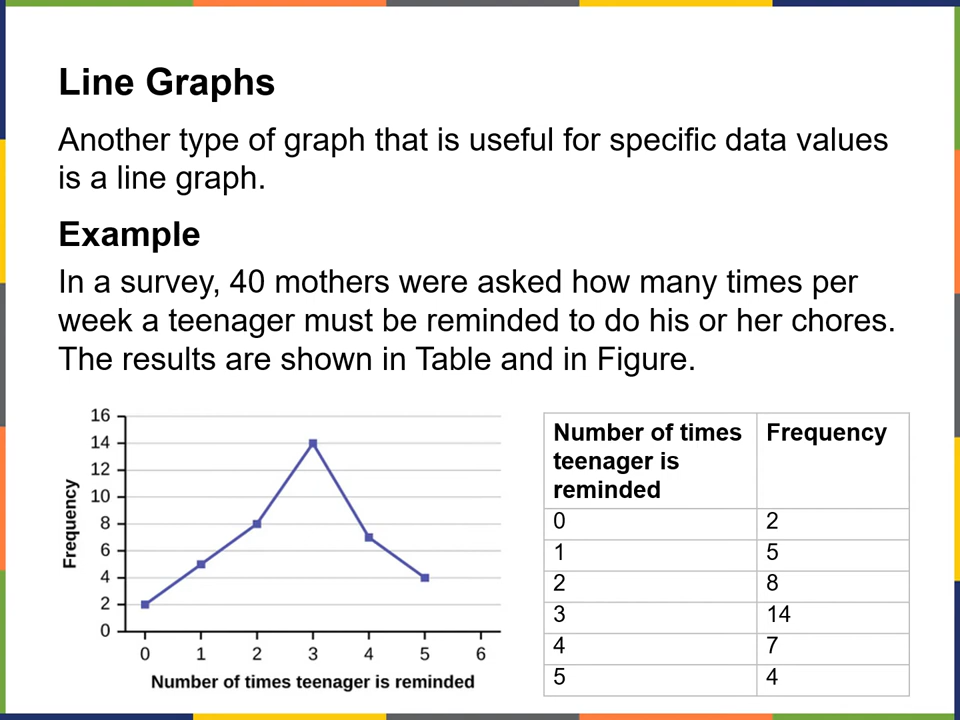 Line Graphs
Another type of graph that is useful for specific data values
is a line graph.
Example
In a survey, 40 mothers were asked how many times per
week a teenager must be reminded to do his or her chores.
The results are shown in Table and in Figure.
16
14
12
10
8
6
4
2
0
Frequency
0 1 2 3 4 5 6
Number of times teenager is reminded
Number of times Frequency
teenager is
reminded
0 2
1 5
2 8
3 14
4 7
5 4